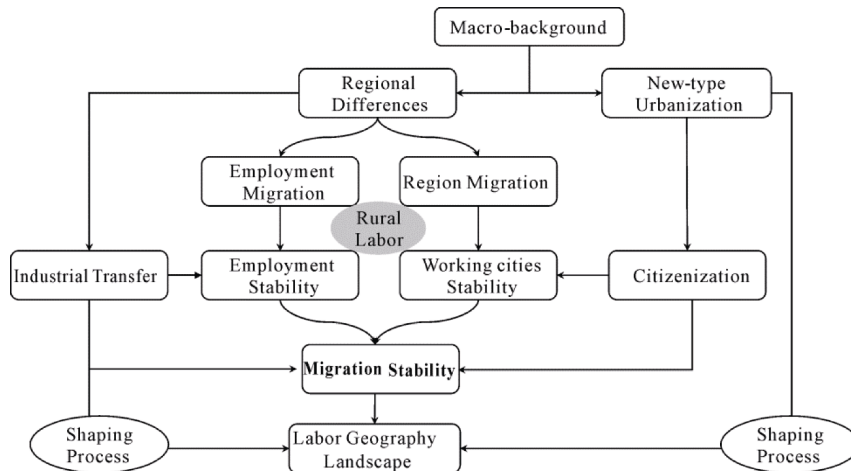 Macro-background
Regional
Differences
New-type
Urbanization
Employment
Migration
Region Migration
Rural
Labor
Industrial Transfer
Employment
Stability
Working cities
Stability
Citizenization
Migration Stability
Shaping
Process
Labor Geography
Landscape
Shaping
Process